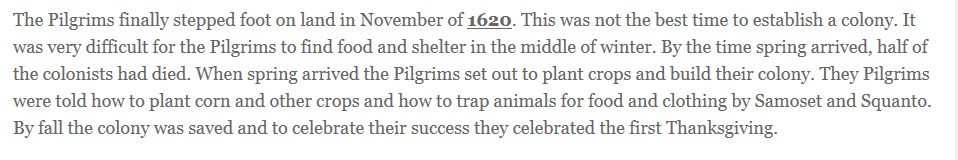 The Pilgrims finally stepped foot on land in November of 1620. This was not the best time to establish a colony. It
was very difficult for the Pilgrims to find food and shelter in the middle of winter. By the time spring arrived, half of
the colonists had died. When spring arrived the Pilgrims set out to plant crops and build their colony. They Pilgrims
were told how to plant corn and other crops and how to trap animals for food and clothing by Samoset and Squanto.
By fall the colony was saved and to celebrate their success they celebrated the first Thanksgiving.